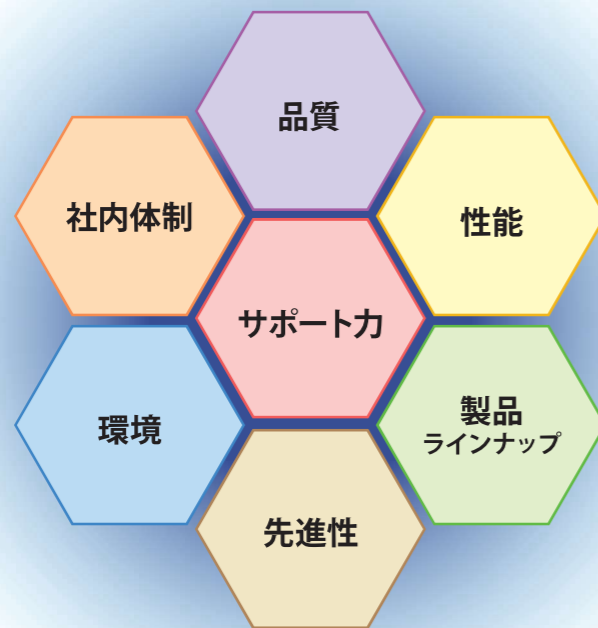 品質
社内体制
性能
サポート力
環境
製品
ラインナップ
先進性